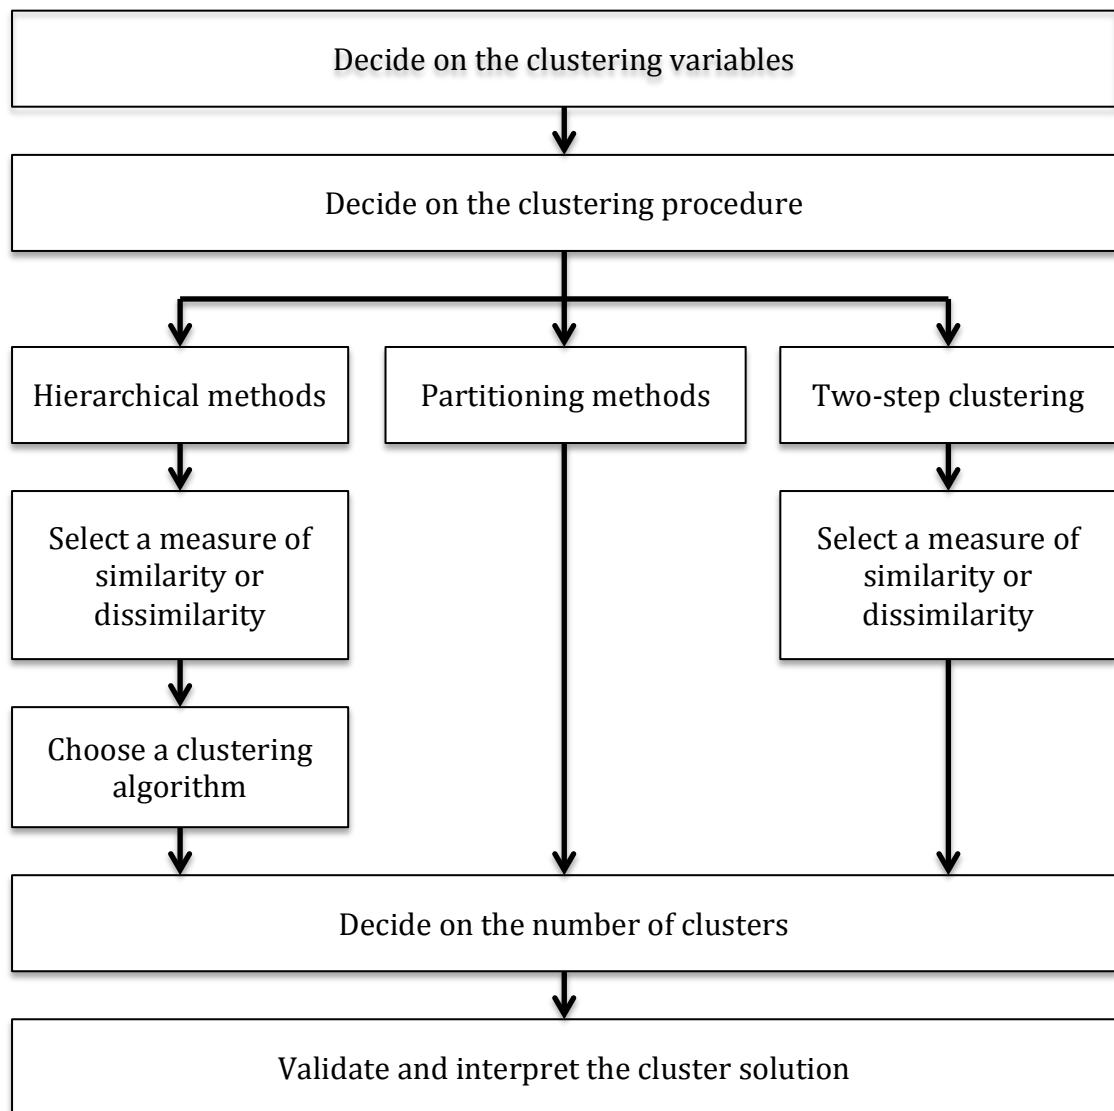 Decide on the clustering variables
Decide on the clustering procedure
Hierarchical methods
Partitioning methods
Two-step clustering
Select a measure of
similarity or
dissimilarity
Select a measure of
similarity or
dissimilarity
Choose a clustering
algorithm
Decide on the number of clusters
Validate and interpret the cluster solution